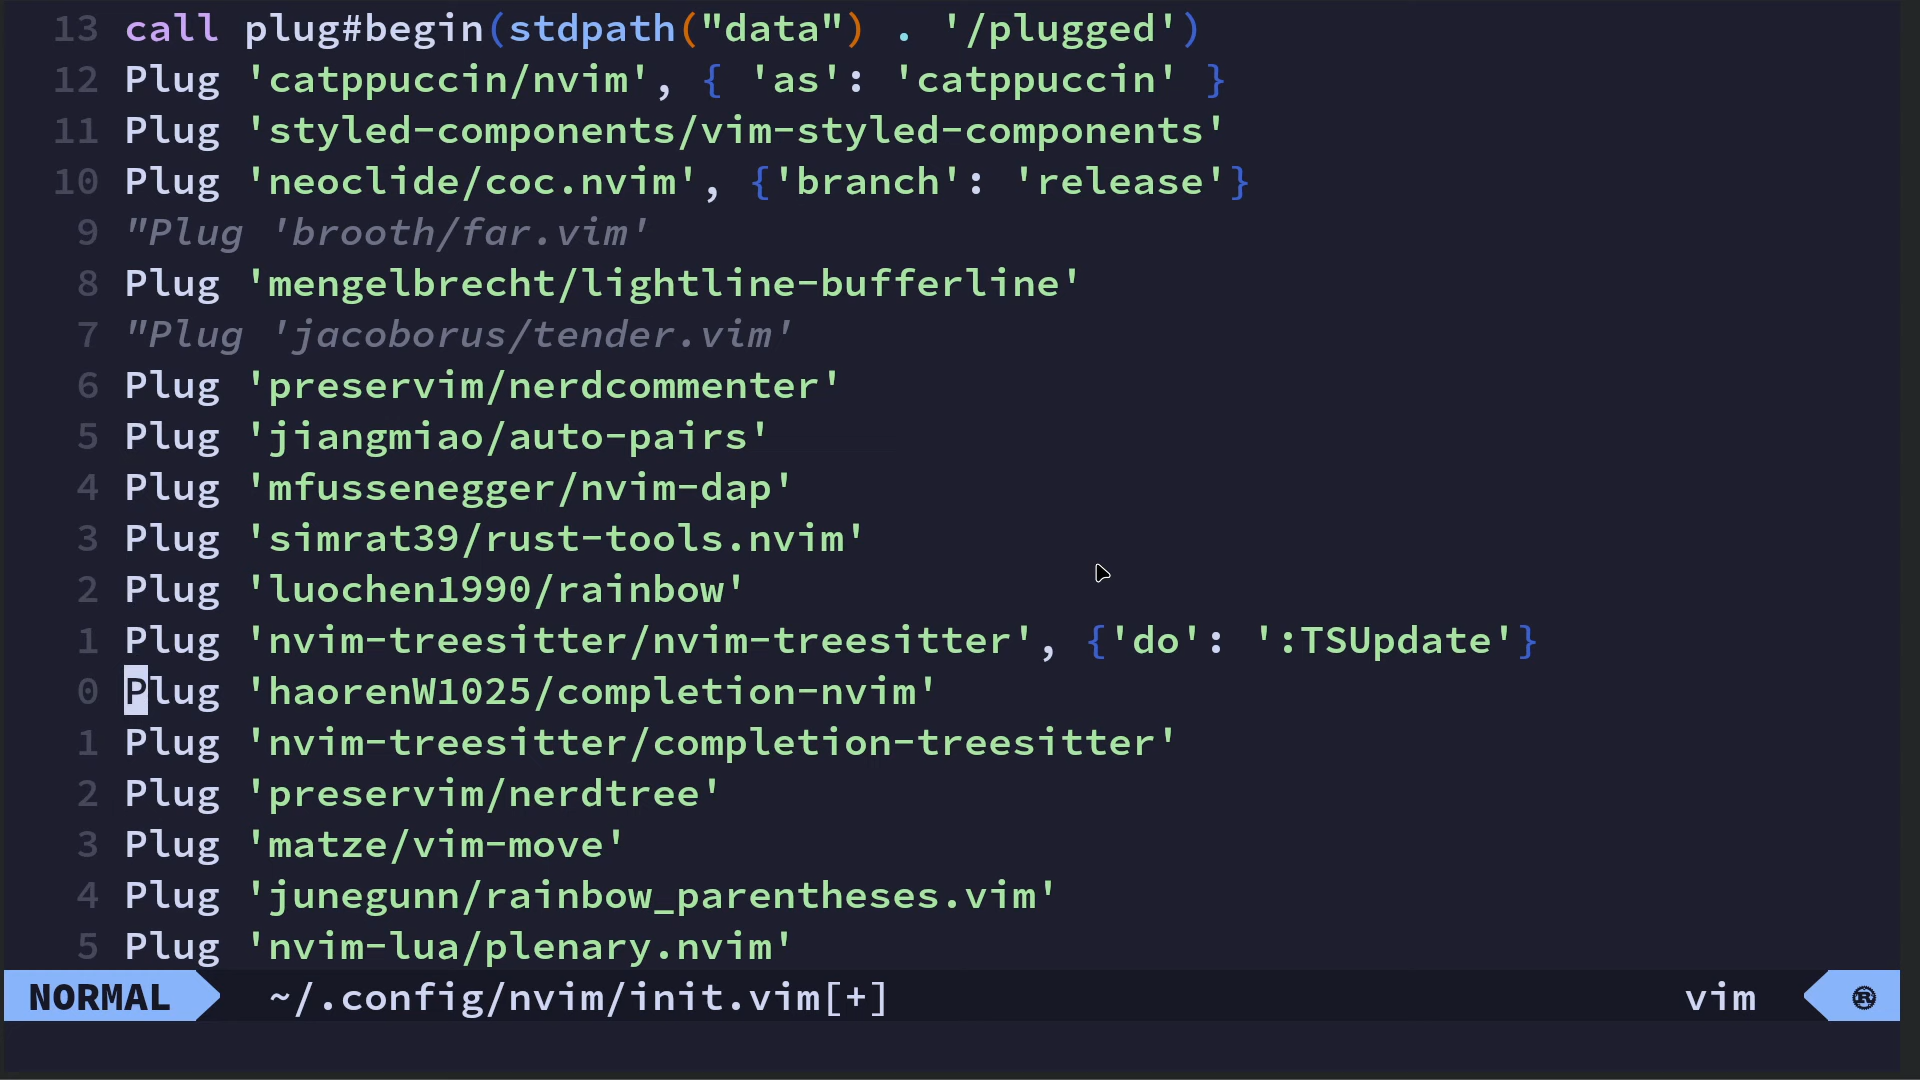 13 call plug#begin(stdpath("data") . '/plugged')
12 Plug 'catppuccin/nvim', { 'as': 'catppuccin' }
11 Plug 'styled-components/vim-styled-components'
10 Plug 'neoclide/coc.nvim', {'branch': 'release'}
9 "Plug 'brooth/far.vim'
8 Plug 'mengelbrecht/lightline-bufferline'
7 "Plug 'jacoborus/tender.vim'
6 Plug 'preservim/nerdcommenter'
5 Plug 'jiangmiao/auto-pairs'
4 Plug 'mfussenegger/nvim-dap'
3 Plug 'simrat39/rust-tools.nvim'
2 Plug 'luochen1990/rainbow'
1 Plug 'nvim-treesitter/nvim-treesitter', {'do': ':TSUpdate'}
0 Plug 'haorenW1025/completion-nvim'
1 Plug 'nvim-treesitter/completion-treesitter'
2 Plug 'preservim/nerdtree'
3 Plug 'matze/vim-move'
4 Plug 'junegunn/rainbow_parentheses.vim'
5 Plug 'nvim-lua/plenary.nvim'
NORMAL ~/.config/nvim/init.vim[+] vim ®